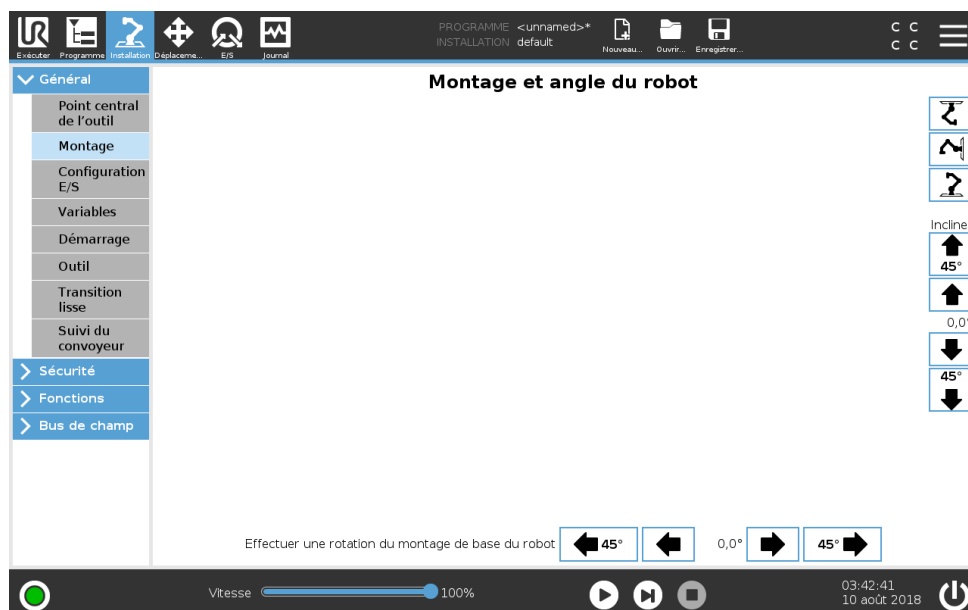 PROGRAMME <unnamed>*
INSTALLATION default
Exécuter Programme Installation Déplaceme... E/S Journal
Nouveau... Ouvrir... Enregistrer...
C C
C C
Général
Montage et angle du robot
Point central
de l'outil
Montage
Configuration
E/S
Variables
Démarrage
Outil
Transition
lisse
Suivi du
convoyeur
Sécurité
Fonctions
Bus de champ
Incline
45°
0,0°
45°
Effectuer une rotation du montage de base du robot 45° 0,0° 45°
Vitesse 100%
03:42:41
10 août 2018